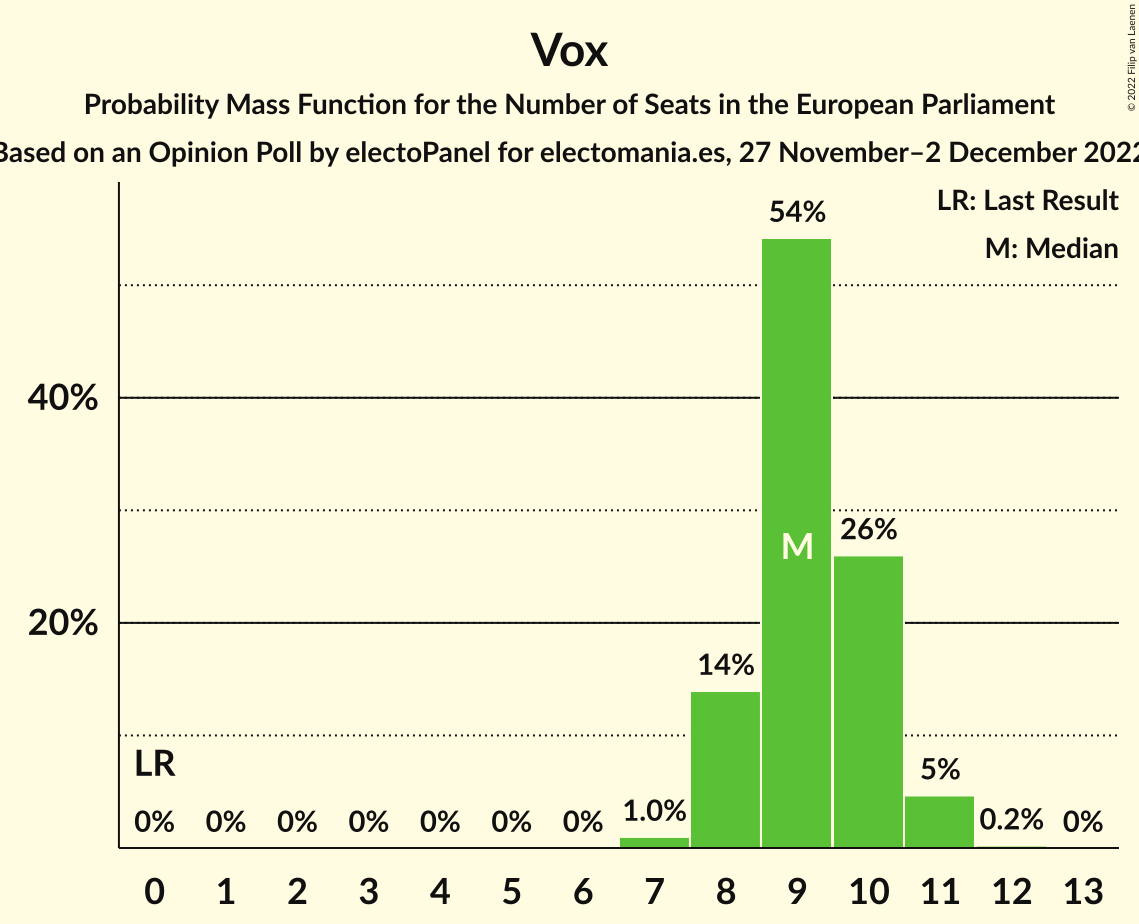 Vox
Probability Mass Function for the Number of Seats in the European Parliament
Based on an Opinion Poll by electoPanel for electomania.es, 27 November–2 December 2022
© 2022 Filip van Laenen
LR: Last Result
M: Median
54%
40%
26%
M
20%
14%
LR
5%
0% 0% 0% 0% 0% 0% 0% 1.0% 0.2% 0%
0 1 2 3 4 5 6 7 8 9 10 11 12 13